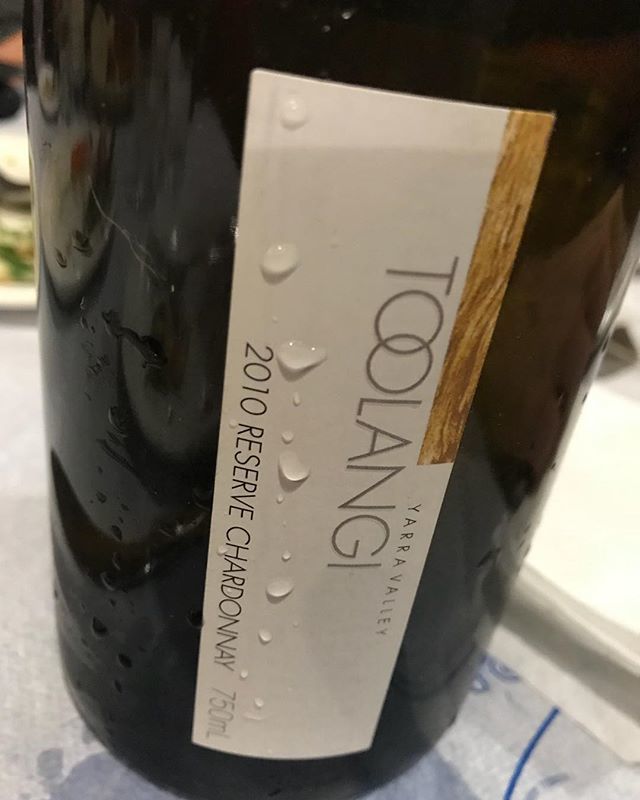 TOOLANGI
YARRA VALLEY
2010 RESERVE CHARDONNAY 750mL